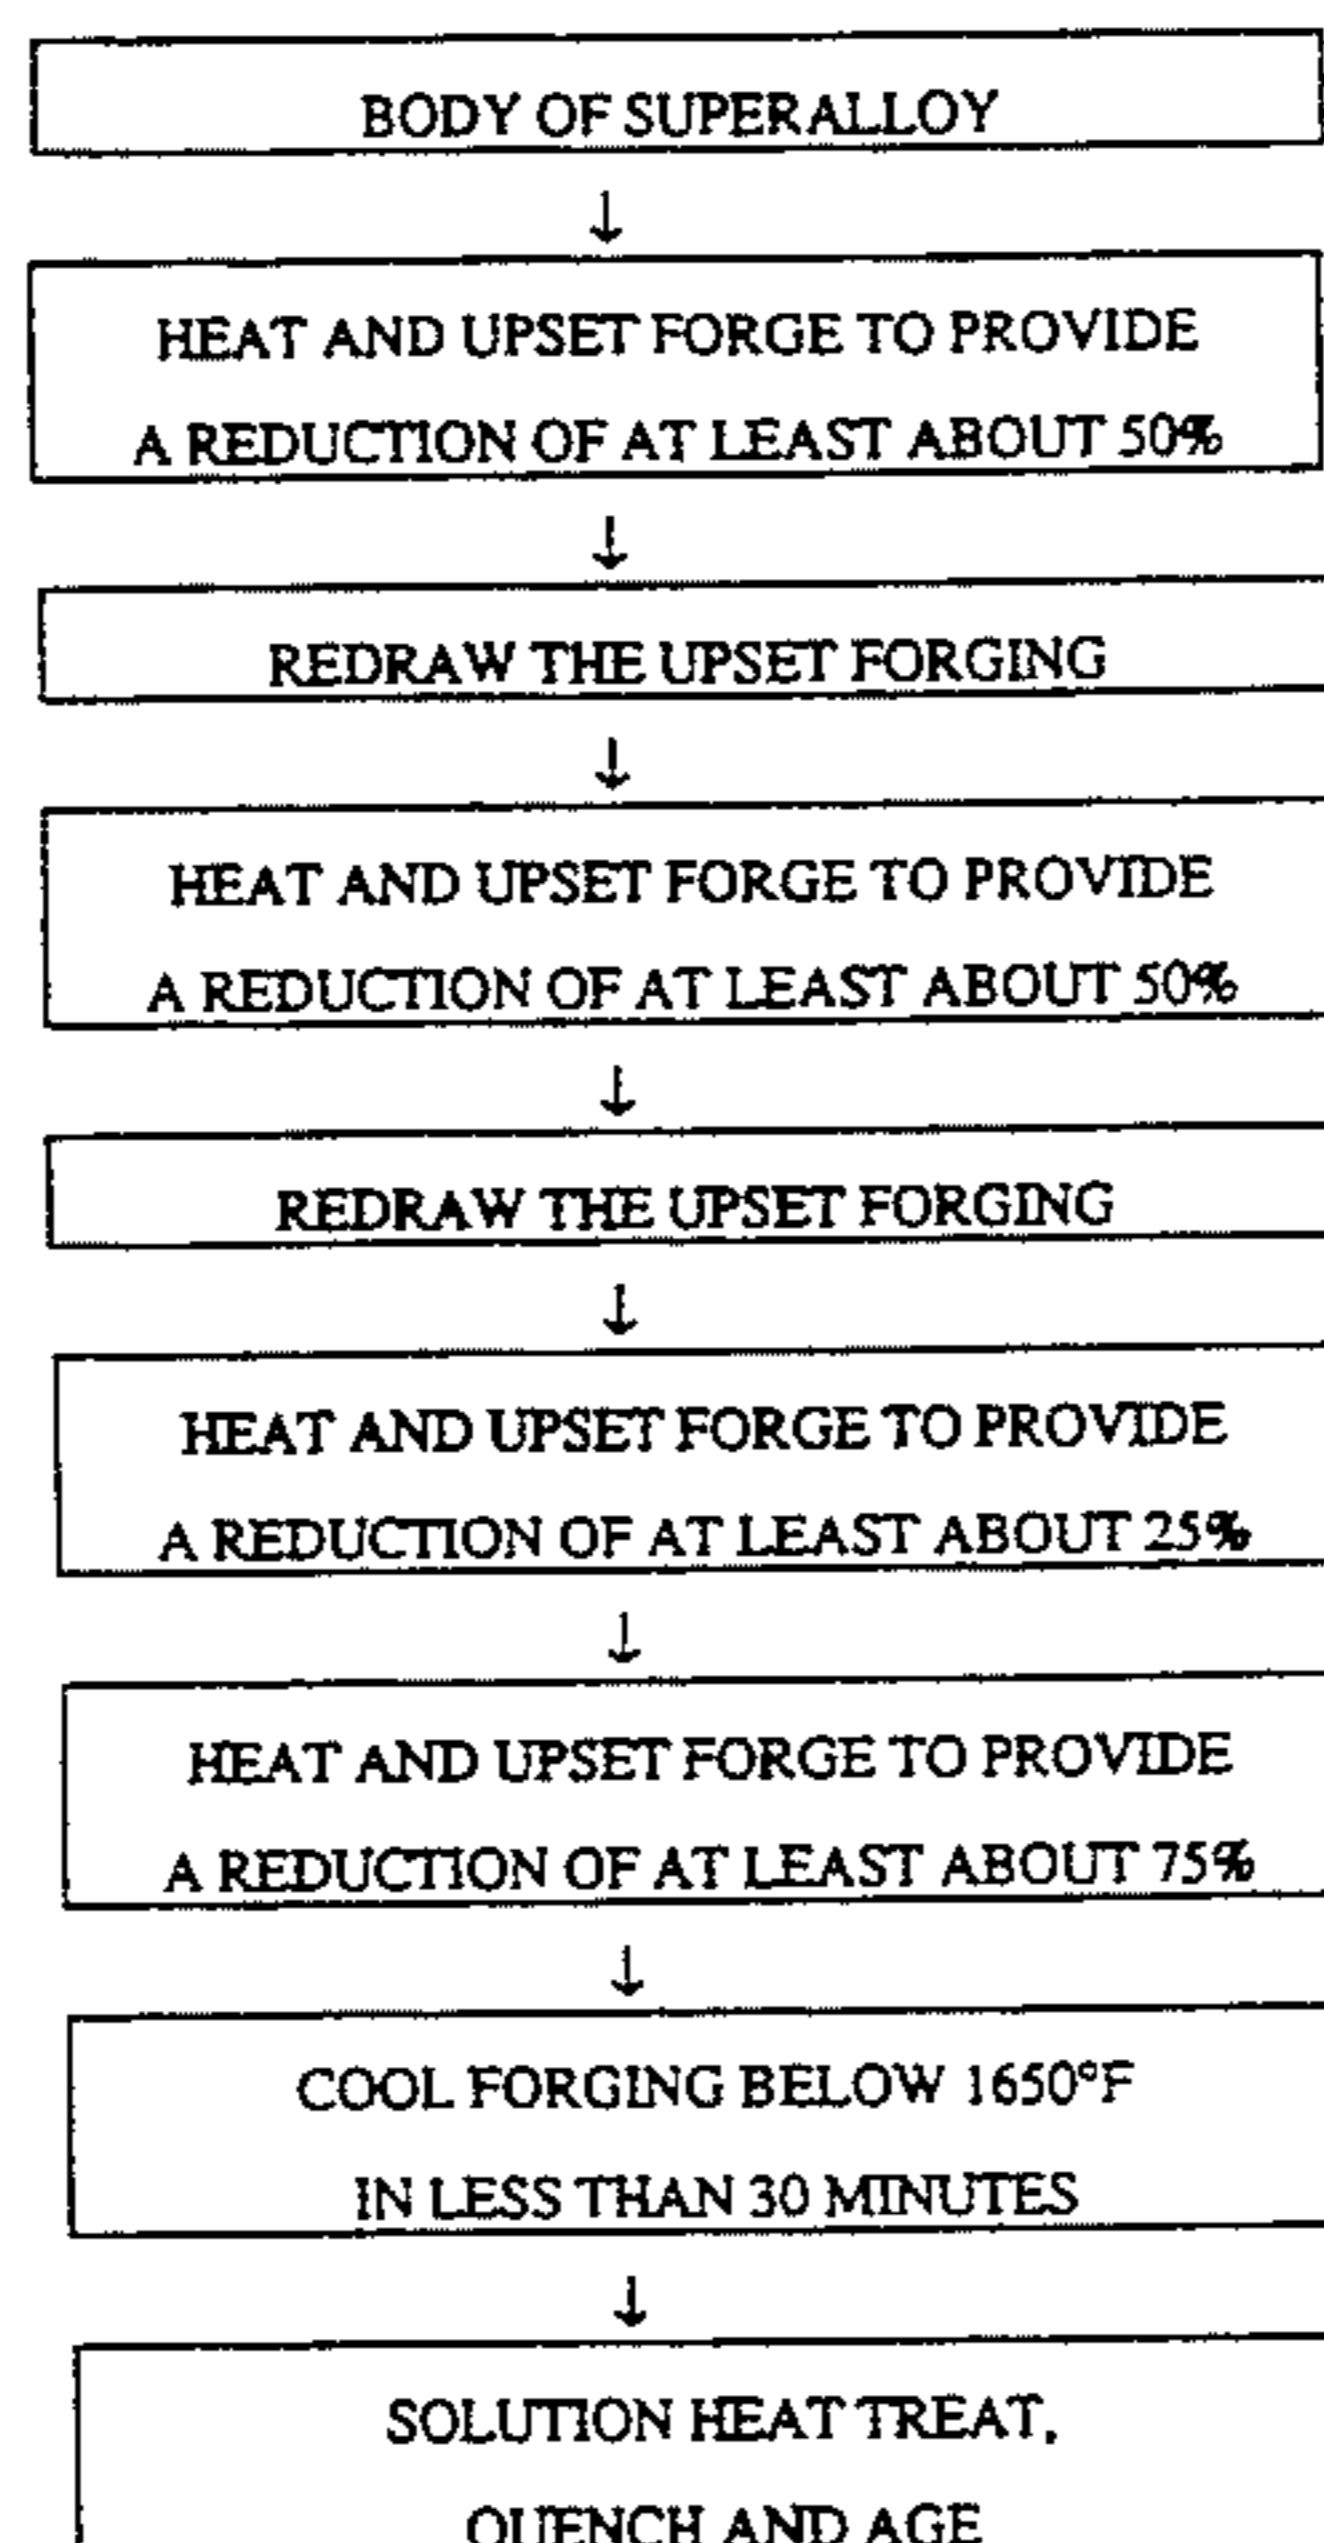 BODY OF SUPERALLOY
↓
HEAT AND UPSET FORGE TO PROVIDE
A REDUCTION OF AT LEAST ABOUT 50%
↓
REDRAW THE UPSET FORGING
↓
HEAT AND UPSET FORGE TO PROVIDE
A REDUCTION OF AT LEAST ABOUT 50%
↓
REDRAW THE UPSET FORGING
↓
HEAT AND UPSET FORGE TO PROVIDE
A REDUCTION OF AT LEAST ABOUT 25%
↓
HEAT AND UPSET FORGE TO PROVIDE
A REDUCTION OF AT LEAST ABOUT 75%
↓
COOL FORGING BELOW 1650°F
IN LESS THAN 30 MINUTES
↓
SOLUTION HEAT TREAT,
QUENCH AND AGE